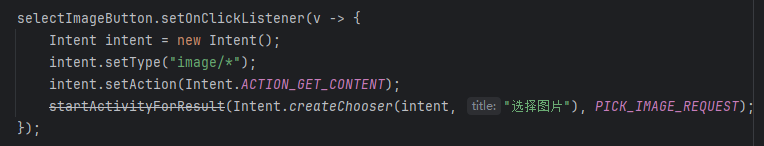 selectImageButton.setOnClickListener(v -> {
Intent intent = new Intent();
intent.setType("image/*");
intent.setAction(Intent.ACTION_GET_CONTENT);
startActivityForResult(Intent.createChooser(intent, title: "选择图片"), PICK_IMAGE_REQUEST);
});